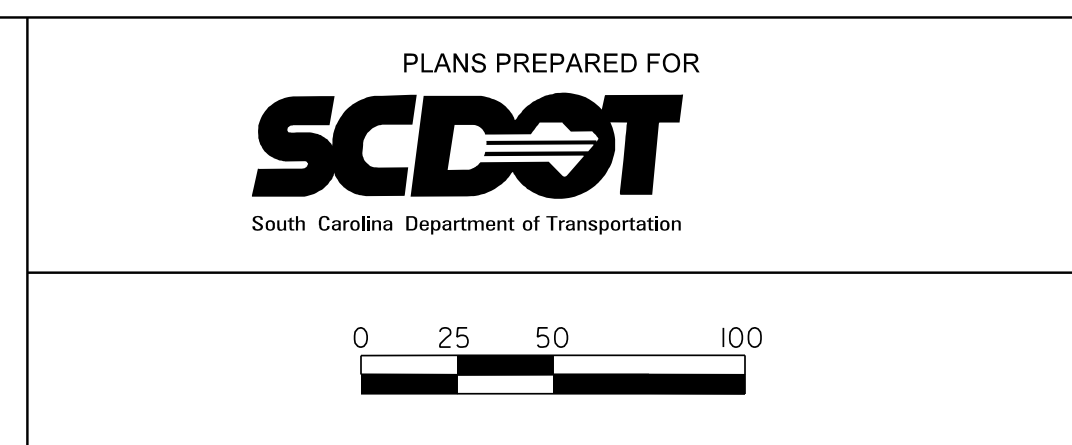 PLANS PREPARED FOR
SCDOT
South Carolina Department of Transportation
0 25 50 100